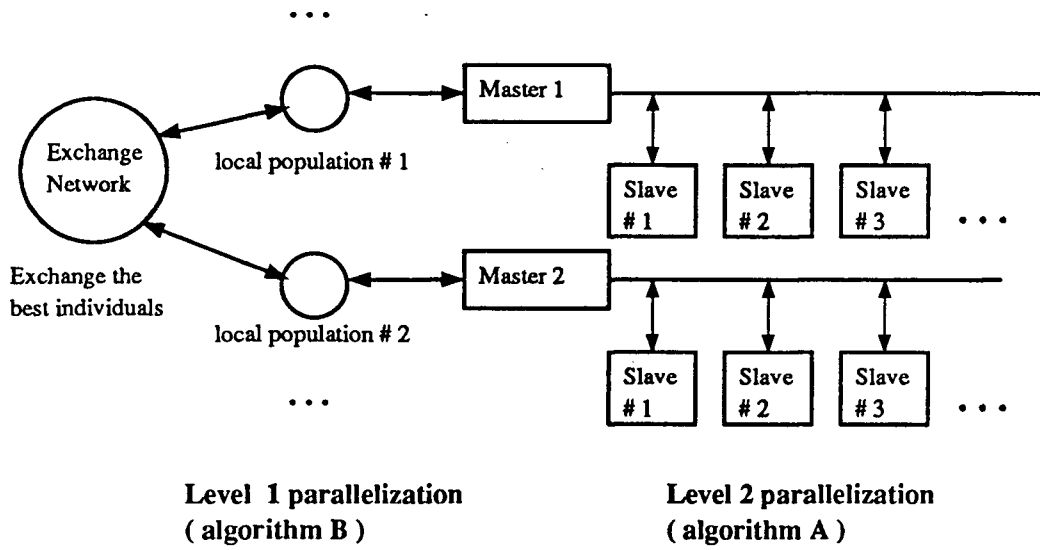 • • •
Master 1
Exchange
Network
local population # 1
Slave
# 1
Slave
# 2
Slave
# 3
• • •
Exchange the
best individuals
Master 2
local population # 2
Slave
# 1
Slave
# 2
Slave
# 3
• • •
• • •
Level 1 parallelization
( algorithm B )
Level 2 parallelization
( algorithm A )